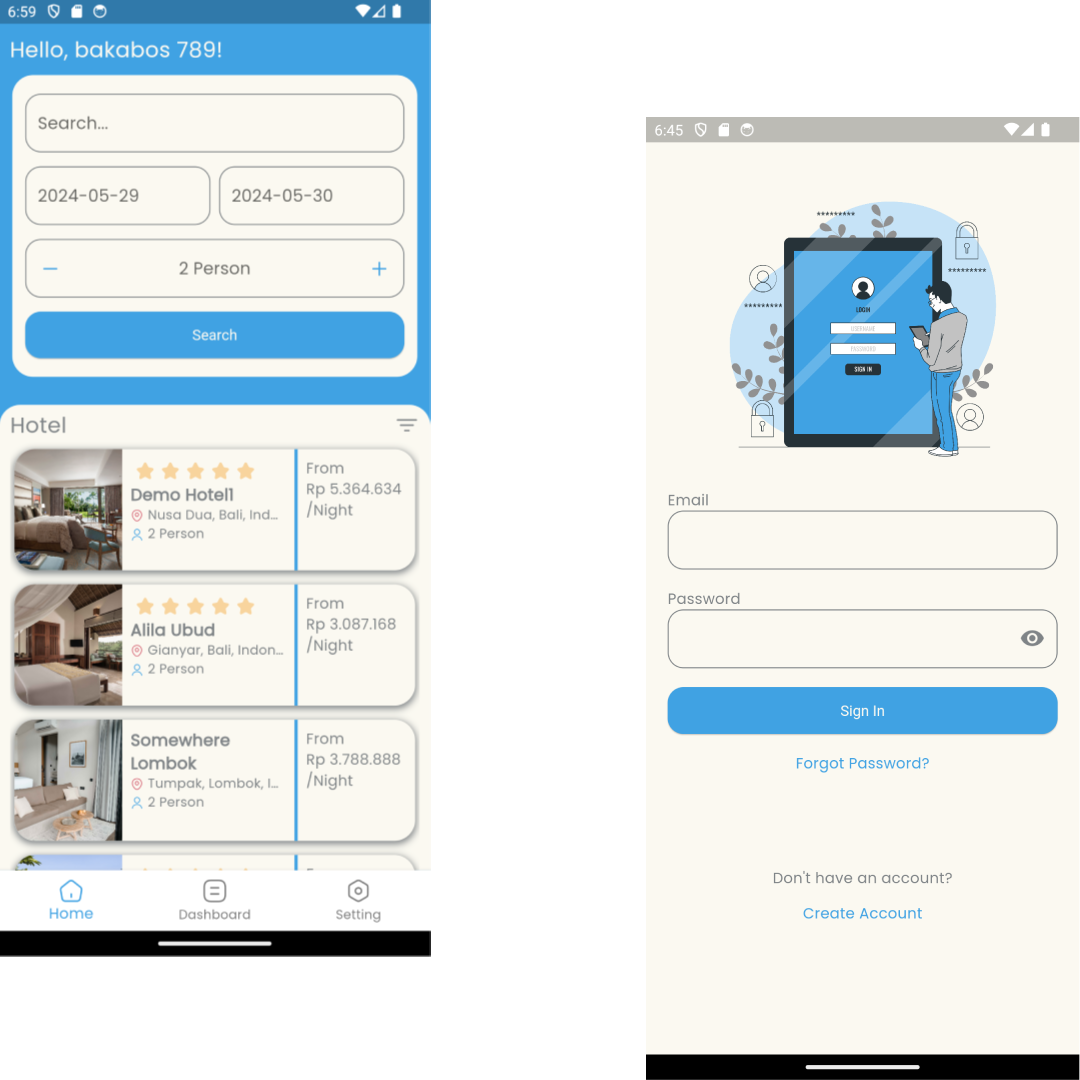 6:59
Hello, bakabos 789!
Search...
2024-05-29
2024-05-30
2 Person
Search
Hotel
Demo Hotel1
Nusa Dua, Bali, Ind...
2 Person
From
Rp 5.364.634
/Night
Alila Ubud
Gianyar, Bali, Indon...
2 Person
From
Rp 3.087.168
/Night
Somewhere
Lombok
Tumpak, Lombok, I...
2 Person
From
Rp 3.788.888
/Night
Home
Dashboard
Setting
6:45
*********
*********
*********
LOGIN
USERNAME
PASSWORD
SIGN IN
Email
Password
Sign In
Forgot Password?
Don't have an account?
Create Account